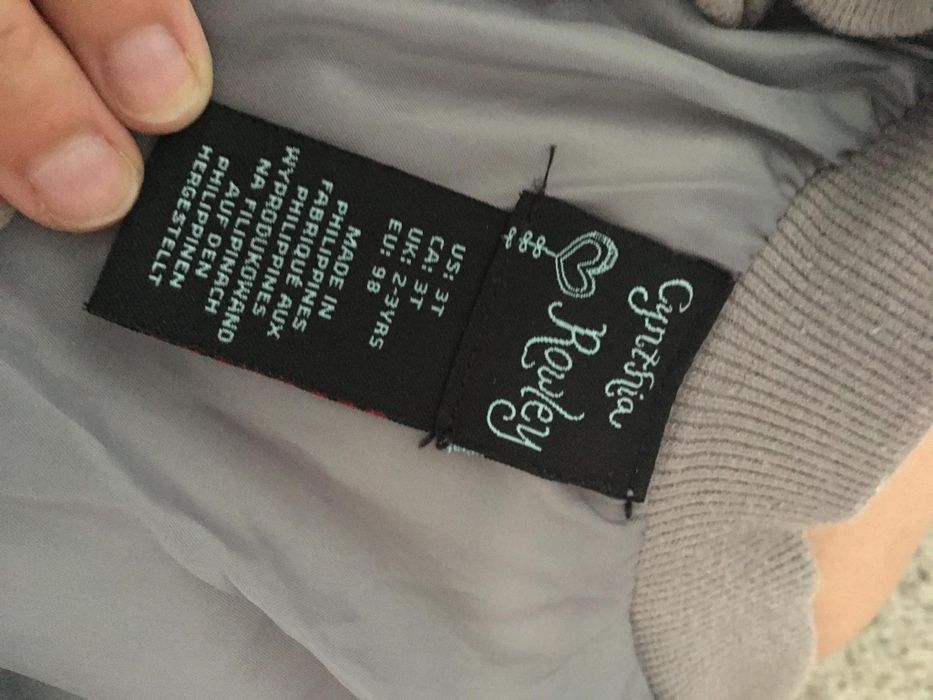 Cynthia
Rowley
US: 3T
CA: 3T
UK: 2-3YRS
EU: 98
MADE IN
PHILIPPINES
FABRIQUÉ AUX
PHILIPPINES
WYPRODUKOWANO
NA FILIPPINACH
AUF DEN
PHILIPPINEN
HERGESTELLT